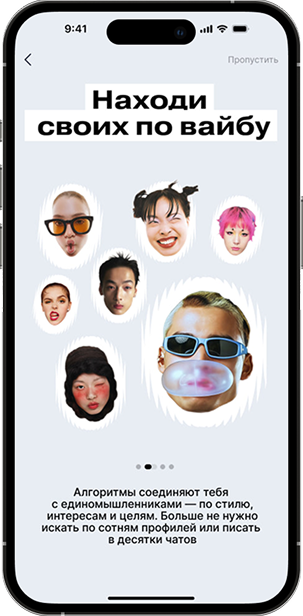 9:41
Пропустить
Находи
своих по вайбу
Алгоритмы соединяют тебя
с единомышленниками — по стилю,
интересам и целям. Больше не нужно
искать по сотням профилей или писать
в десятки чатов